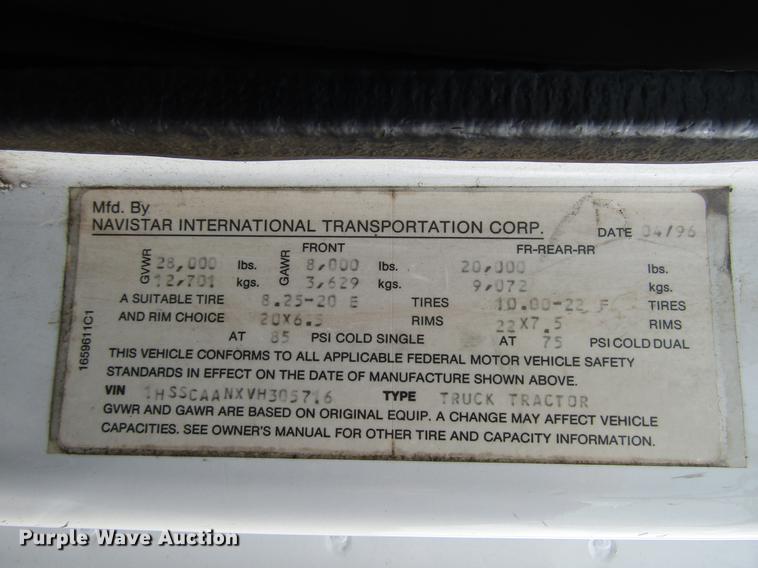 Mfd. By
NAVISTAR INTERNATIONAL TRANSPORTATION CORP. DATE 04/96
FRONT FR-REAR-RR
GVWR 28,000 lbs. GAWR 8,000 lbs. 20,000 lbs.
12,701 kgs. 3,629 kgs. 9,072 kgs.
A SUITABLE TIRE 8.25-20 E TIRES 10.00-22 F TIRES
AND RIM CHOICE 20X6.5 RIMS 22X7.5 RIMS
AT 85 PSI COLD SINGLE AT 75 PSI COLD DUAL
THIS VEHICLE CONFORMS TO ALL APPLICABLE FEDERAL MOTOR VEHICLE SAFETY
STANDARDS IN EFFECT ON THE DATE OF MANUFACTURE SHOWN ABOVE.
VIN 1HSSCAANXVH305716 TYPE TRUCK TRACTOR
GVWR AND GAWR ARE BASED ON ORIGINAL EQUIP. A CHANGE MAY AFFECT VEHICLE
CAPACITIES. SEE OWNER'S MANUAL FOR OTHER TIRE AND CAPACITY INFORMATION.
1659611C1
Purple Wave Auction